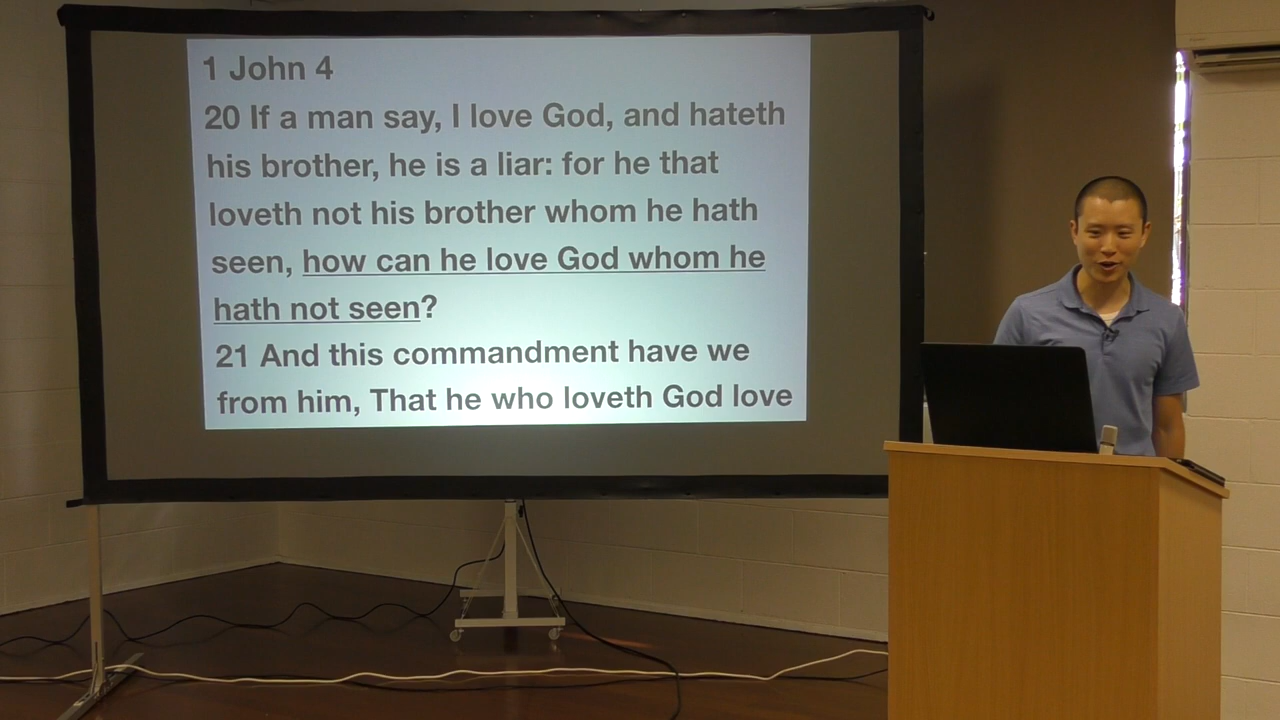 1 John 4
20 If a man say, I love God, and hateth
his brother, he is a liar: for he that
loveth not his brother whom he hath
seen, how can he love God whom he
hath not seen?
21 And this commandment have we
from him, That he who loveth God love